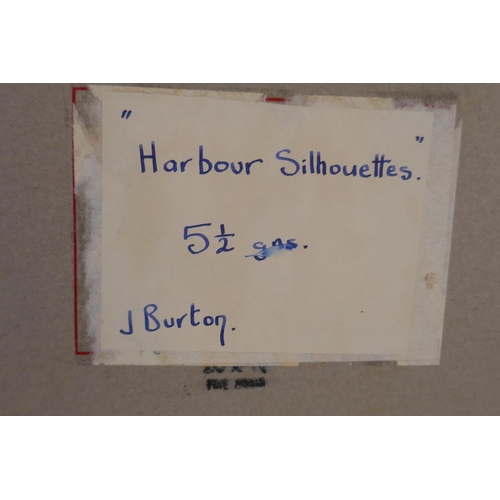 "Harbour Silhouettes."
5½ gns.
J Burton.